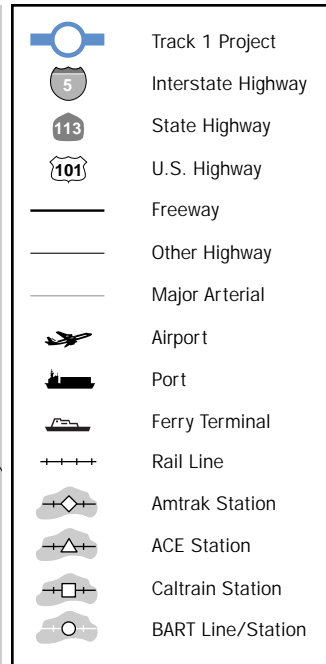 Track 1 Project
5 Interstate Highway
113 State Highway
101 U.S. Highway
Freeway
Other Highway
Major Arterial
Airport
Port
Ferry Terminal
Rail Line
Amtrak Station
ACE Station
Caltrain Station
BART Line/Station